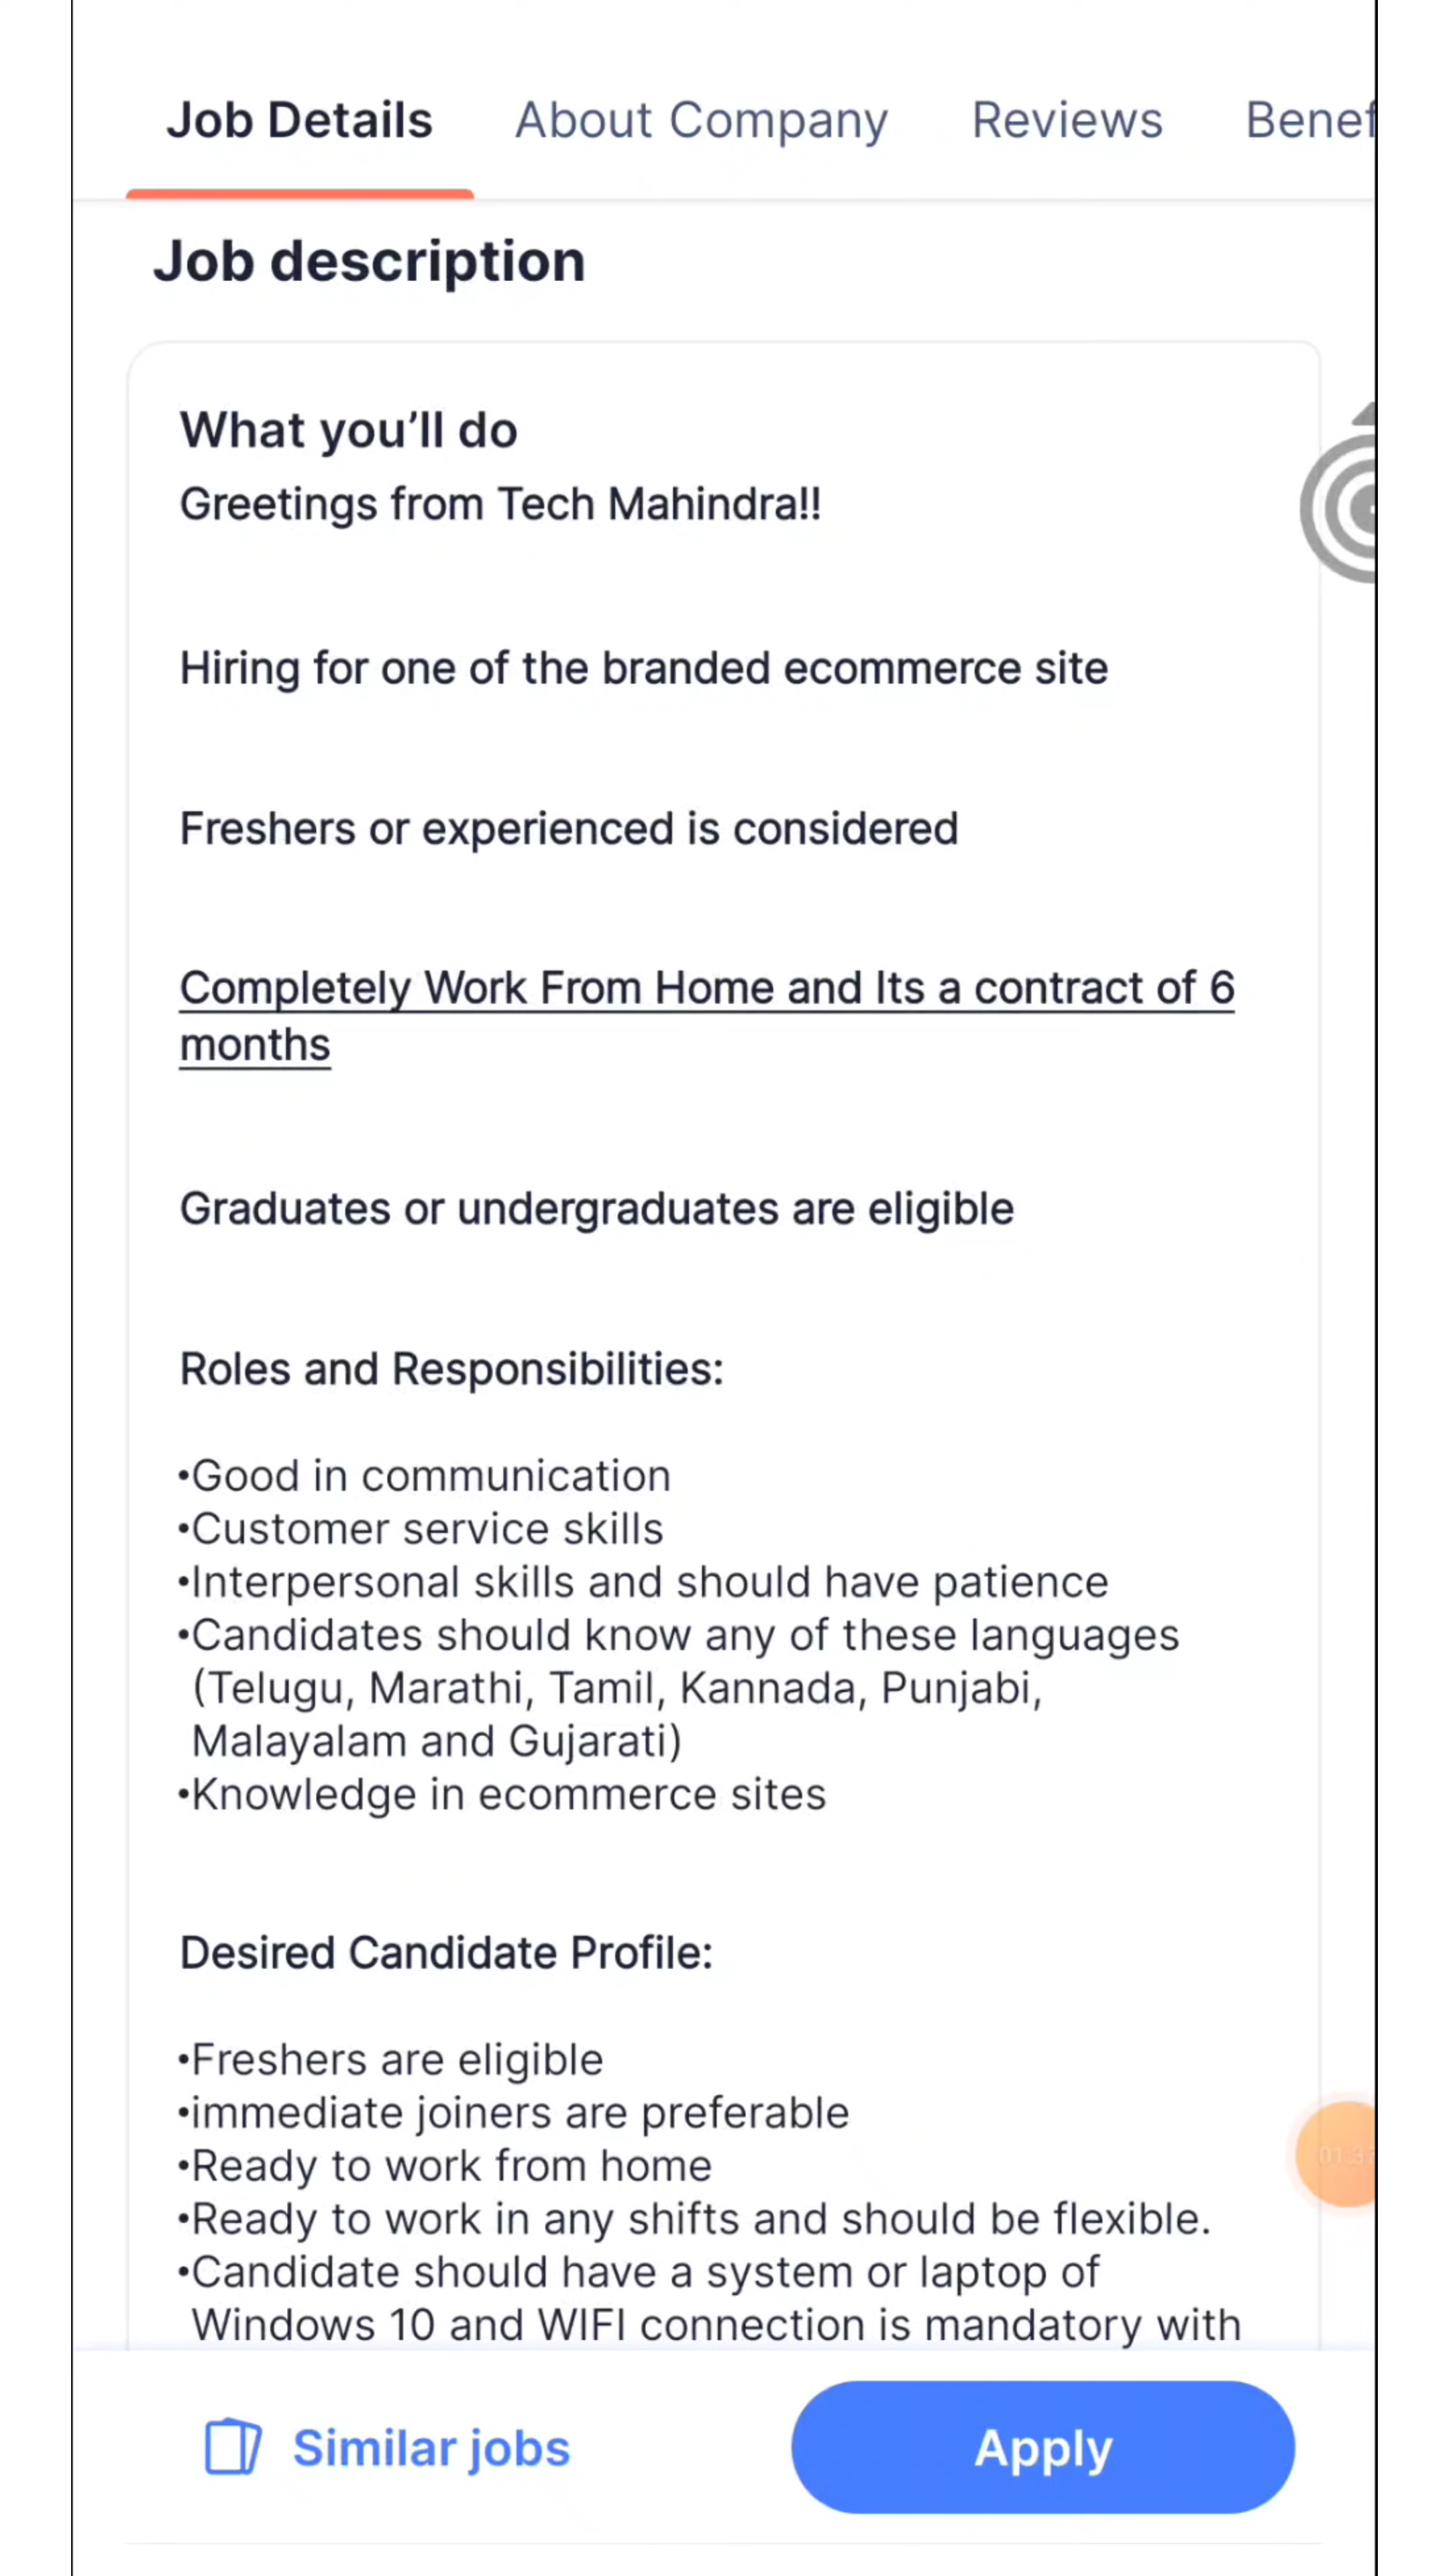 Job Details About Company Reviews Benef
Job description
What you’ll do
Greetings from Tech Mahindra!!
Hiring for one of the branded ecommerce site
Freshers or experienced is considered
Completely Work From Home and Its a contract of 6
months
Graduates or undergraduates are eligible
Roles and Responsibilities:
•Good in communication
•Customer service skills
•Interpersonal skills and should have patience
•Candidates should know any of these languages
(Telugu, Marathi, Tamil, Kannada, Punjabi,
Malayalam and Gujarati)
•Knowledge in ecommerce sites
Desired Candidate Profile:
•Freshers are eligible
•immediate joiners are preferable
•Ready to work from home
•Ready to work in any shifts and should be flexible.
•Candidate should have a system or laptop of
Windows 10 and WIFI connection is mandatory with
Similar jobs Apply